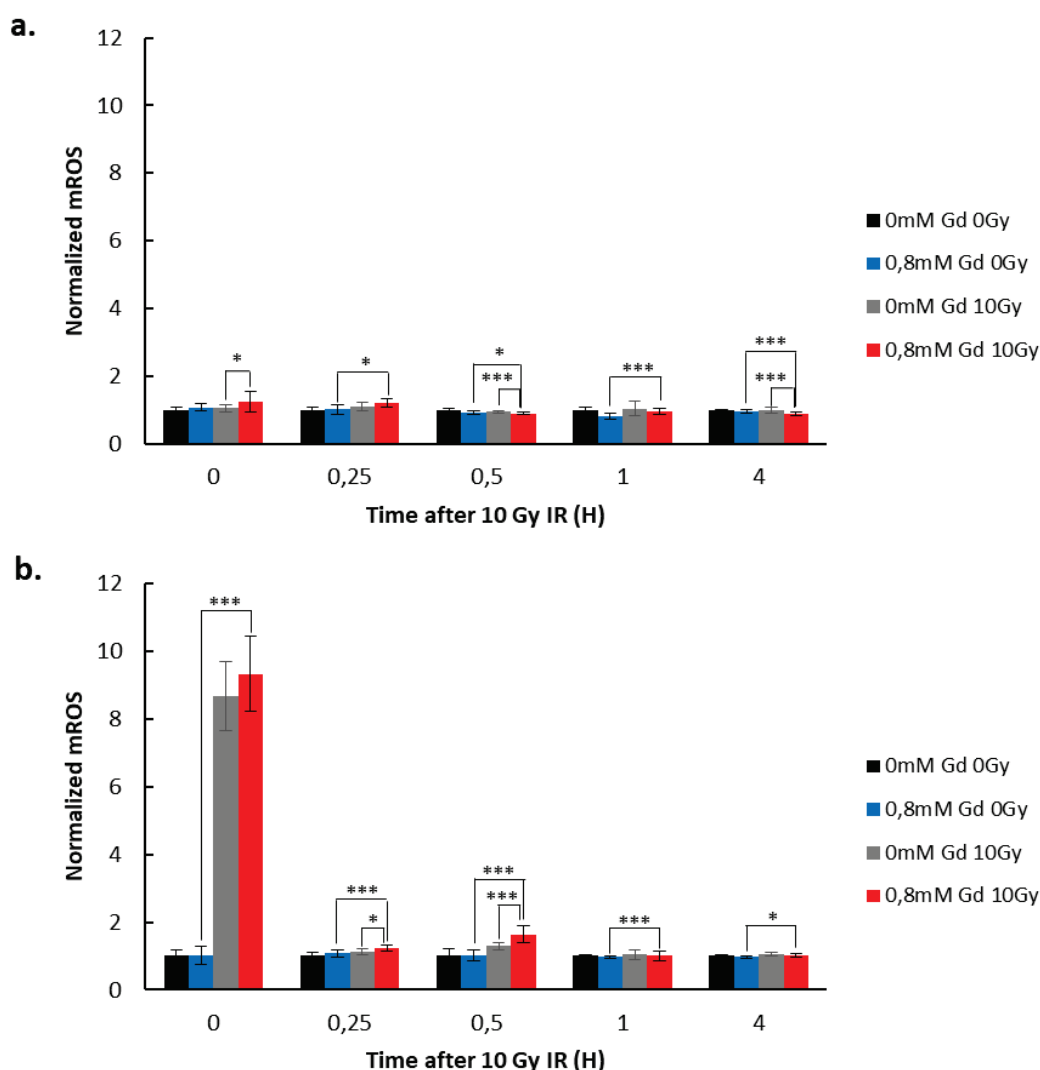 a.
12
10
8
6
4
2
0
Normalized mROS
* * * *** *** *** ***
0 0,25 0,5 1 4
Time after 10 Gy IR (H)
0mM Gd 0Gy
0,8mM Gd 0Gy
0mM Gd 10Gy
0,8mM Gd 10Gy
b.
12
10
8
6
4
2
0
Normalized mROS
*** *** * *** *** *** *
0 0,25 0,5 1 4
Time after 10 Gy IR (H)
0mM Gd 0Gy
0,8mM Gd 0Gy
0mM Gd 10Gy
0,8mM Gd 10Gy